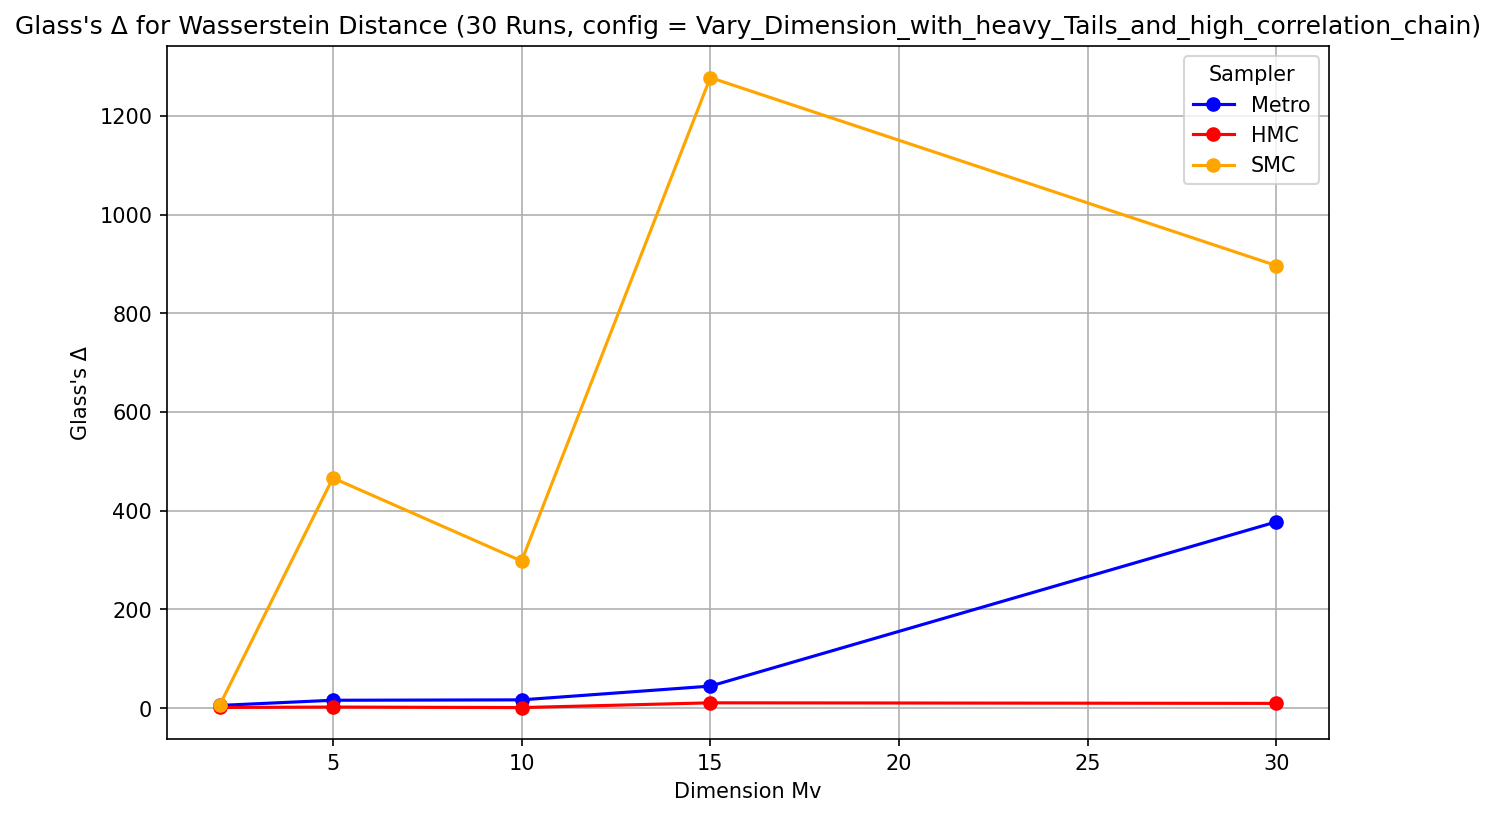 Glass's Δ for Wasserstein Distance (30 Runs, config = Vary_Dimension_with_heavy_Tails_and_high_correlation_chain)
Sampler
Metro
HMC
SMC
Glass's Δ
1200
1000
800
600
400
200
0
5 10 15 20 25 30
Dimension Mv